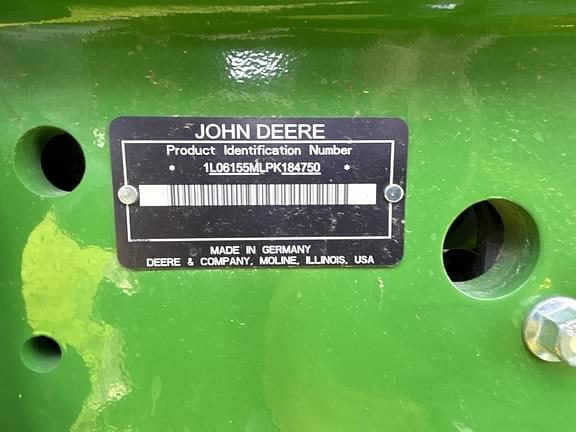 JOHN DEERE
Product Identification Number
* 1L06155MLPK184750 *
MADE IN GERMANY
DEERE & COMPANY, MOLINE, ILLINOIS, USA